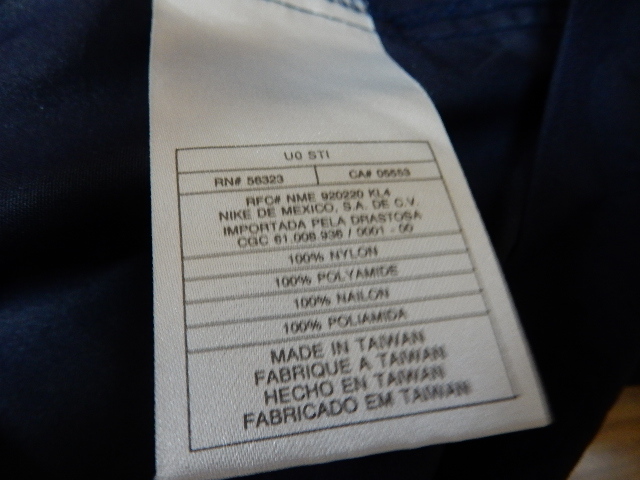 U0 STI
RN# 56323 CA# 05553
RFC# NME 920220 KL4
NIKE DE MEXICO, S.A. DE C.V.
IMPORTADA PELA DRASTOSA
CGC 61.008.936 / 0001 - 00
100% NYLON
100% POLYAMIDE
100% NAILON
100% POLIAMIDA
MADE IN TAIWAN
FABRIQUE A TAIWAN
HECHO EN TAIWAN
FABRICADO EM TAIWAN